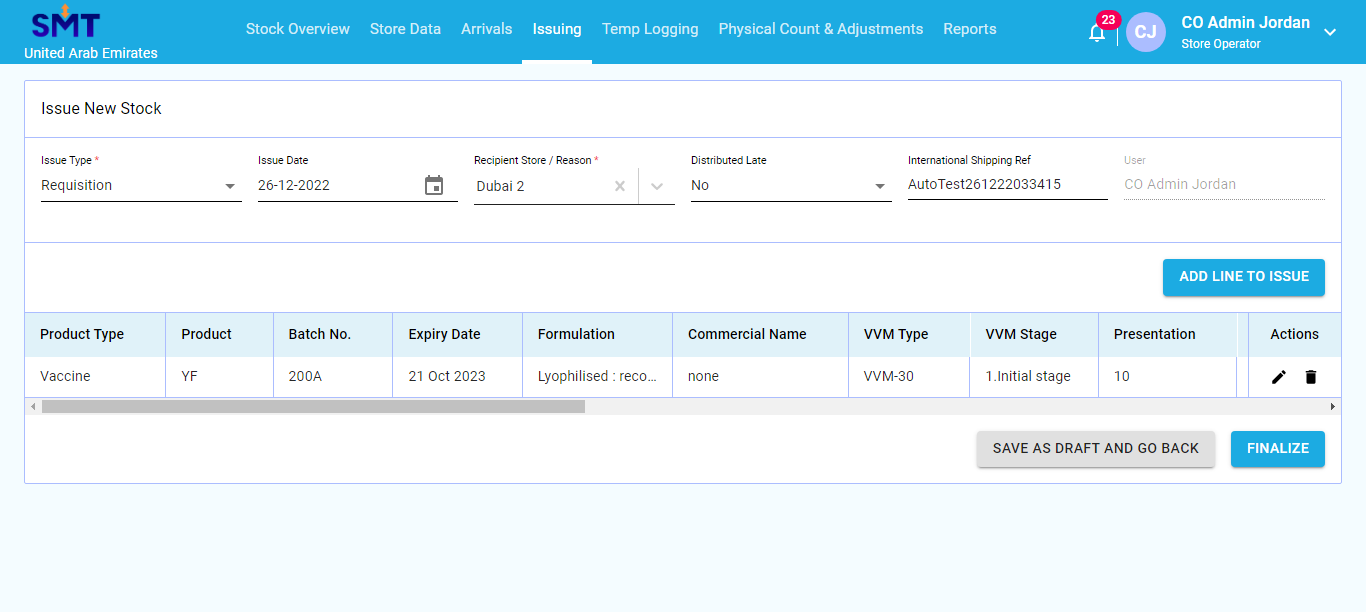 SMT
United Arab Emirates
Stock Overview Store Data Arrivals Issuing Temp Logging Physical Count & Adjustments Reports
23
CJ
CO Admin Jordan
Store Operator
Issue New Stock
Issue Type * Issue Date Recipient Store / Reason * Distributed Late International Shipping Ref User
Requisition 26-12-2022 Dubai 2 No AutoTest261222033415 CO Admin Jordan
ADD LINE TO ISSUE
Product Type Product Batch No. Expiry Date Formulation Commercial Name VVM Type VVM Stage Presentation Actions
Vaccine YF 200A 21 Oct 2023 Lyophilised : reco... none VVM-30 1.Initial stage 10
SAVE AS DRAFT AND GO BACK FINALIZE